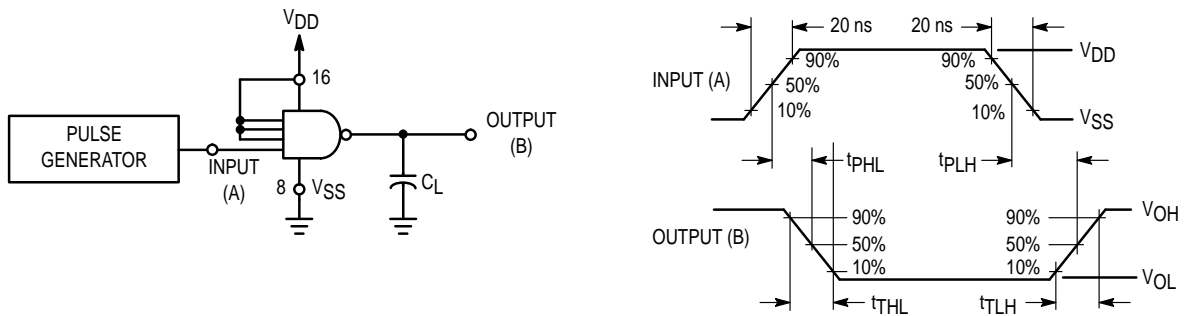 VDD
16
PULSE
GENERATOR
INPUT
(A)
8
VSS
CL
OUTPUT
(B)
20 ns
20 ns
INPUT (A)
90%
50%
10%
90%
50%
10%
VDD
VSS
tPHL
tPLH
OUTPUT (B)
90%
50%
10%
90%
50%
10%
VOH
VOL
tTHL
tTLH